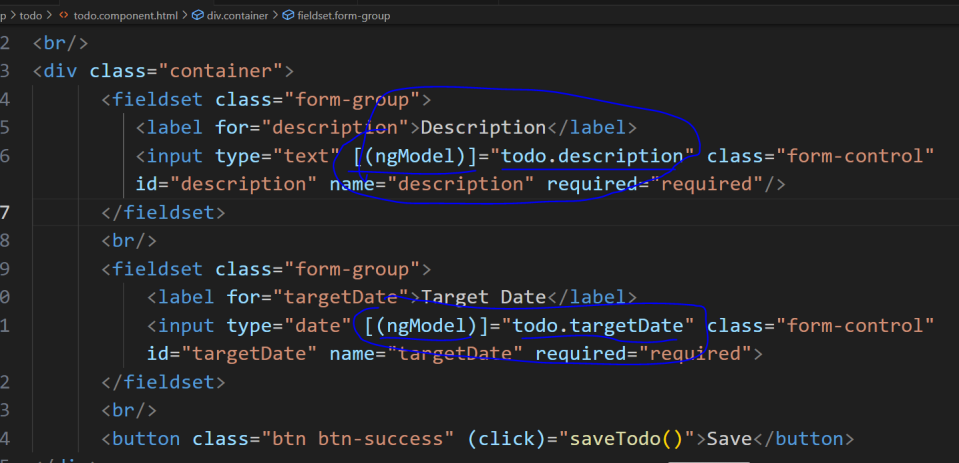 p > todo > <> todo.component.html > div.container > fieldset.form-group
2 <br/>
3 <div class="container">
4 <fieldset class="form-group">
5 <label for="description">Description</label>
6 <input type="text" [(ngModel)]="todo.description" class="form-control"
id="description" name="description" required="required"/>
7 </fieldset>
8 <br/>
9 <fieldset class="form-group">
0 <label for="targetDate">Target Date</label>
1 <input type="date" [(ngModel)]="todo.targetDate" class="form-control"
id="targetDate" name="targetDate" required="required">
2 </fieldset>
3 <br/>
4 <button class="btn btn-success" (click)="saveTodo()">Save</button>